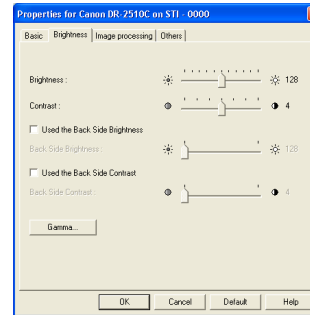 Properties for Canon DR-2510C on STI - 0000
Basic Brightness Image processing Others
Brightness : 128
Contrast : 4
Used the Back Side Brightness
Back Side Brightness : 128
Used the Back Side Contrast
Back Side Contrast : 4
Gamma...
OK Cancel Default Help